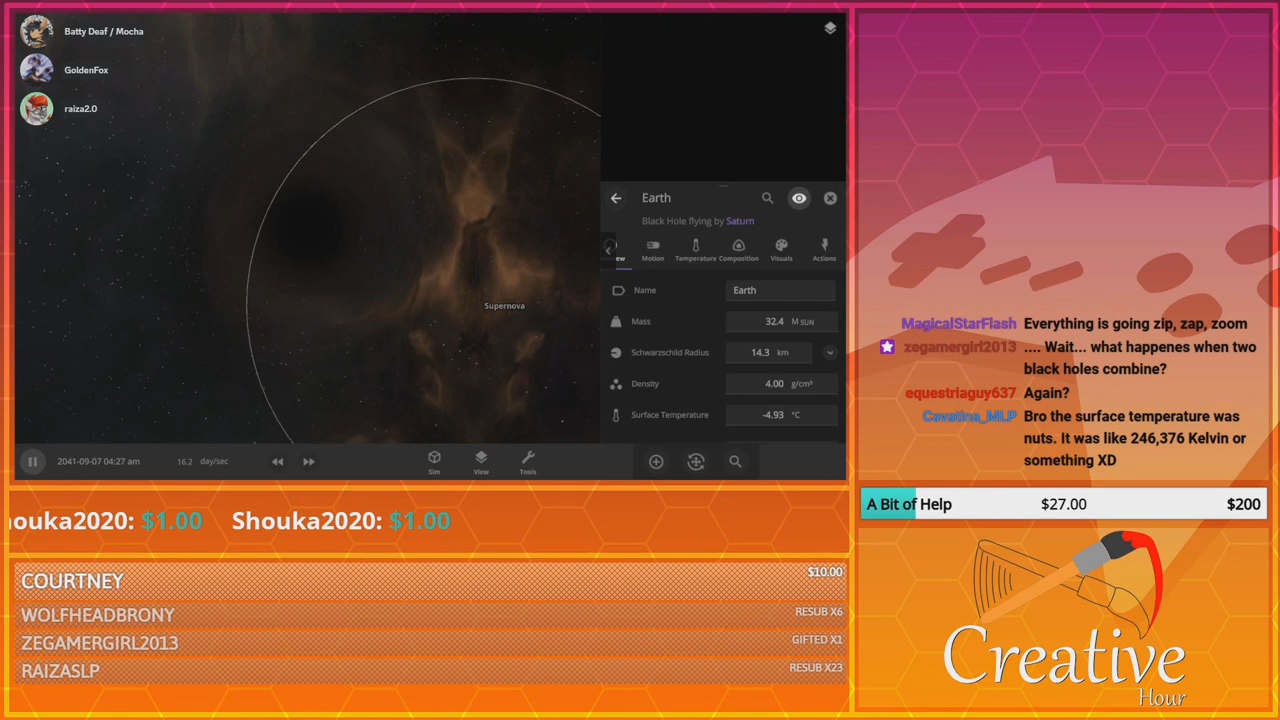 Batty Deaf / Mocha
GoldenFox
raiza2.0
Supernova
Earth
Black Hole flying by Saturn
ew
Motion
Temperature
Composition
Visuals
Actions
Name
Earth
Mass
32.4 M SUN
Schwarzschild Radius
14.3 km
Density
4.00 g/cm³
Surface Temperature
-4.93 °C
2041-09-07 04:27 am
16.2 day/sec
Sim
View
Tools
MagicalStarFlash Everything is going zip, zap, zoom
zegamergirl2013 .... Wait... what happenes when two
black holes combine?
equestriaguy637 Again?
Cavatina_MLP Bro the surface temperature was
nuts. It was like 246,376 Kelvin or
something XD
houka2020: $1.00 Shouka2020: $1.00
A Bit of Help $27.00 $200
COURTNEY $10.00
WOLFHEADBRONY RESUB X6
ZEGAMERGIRL2013 GIFTED X1
RAIZASLP RESUB X23
Creative
Hour